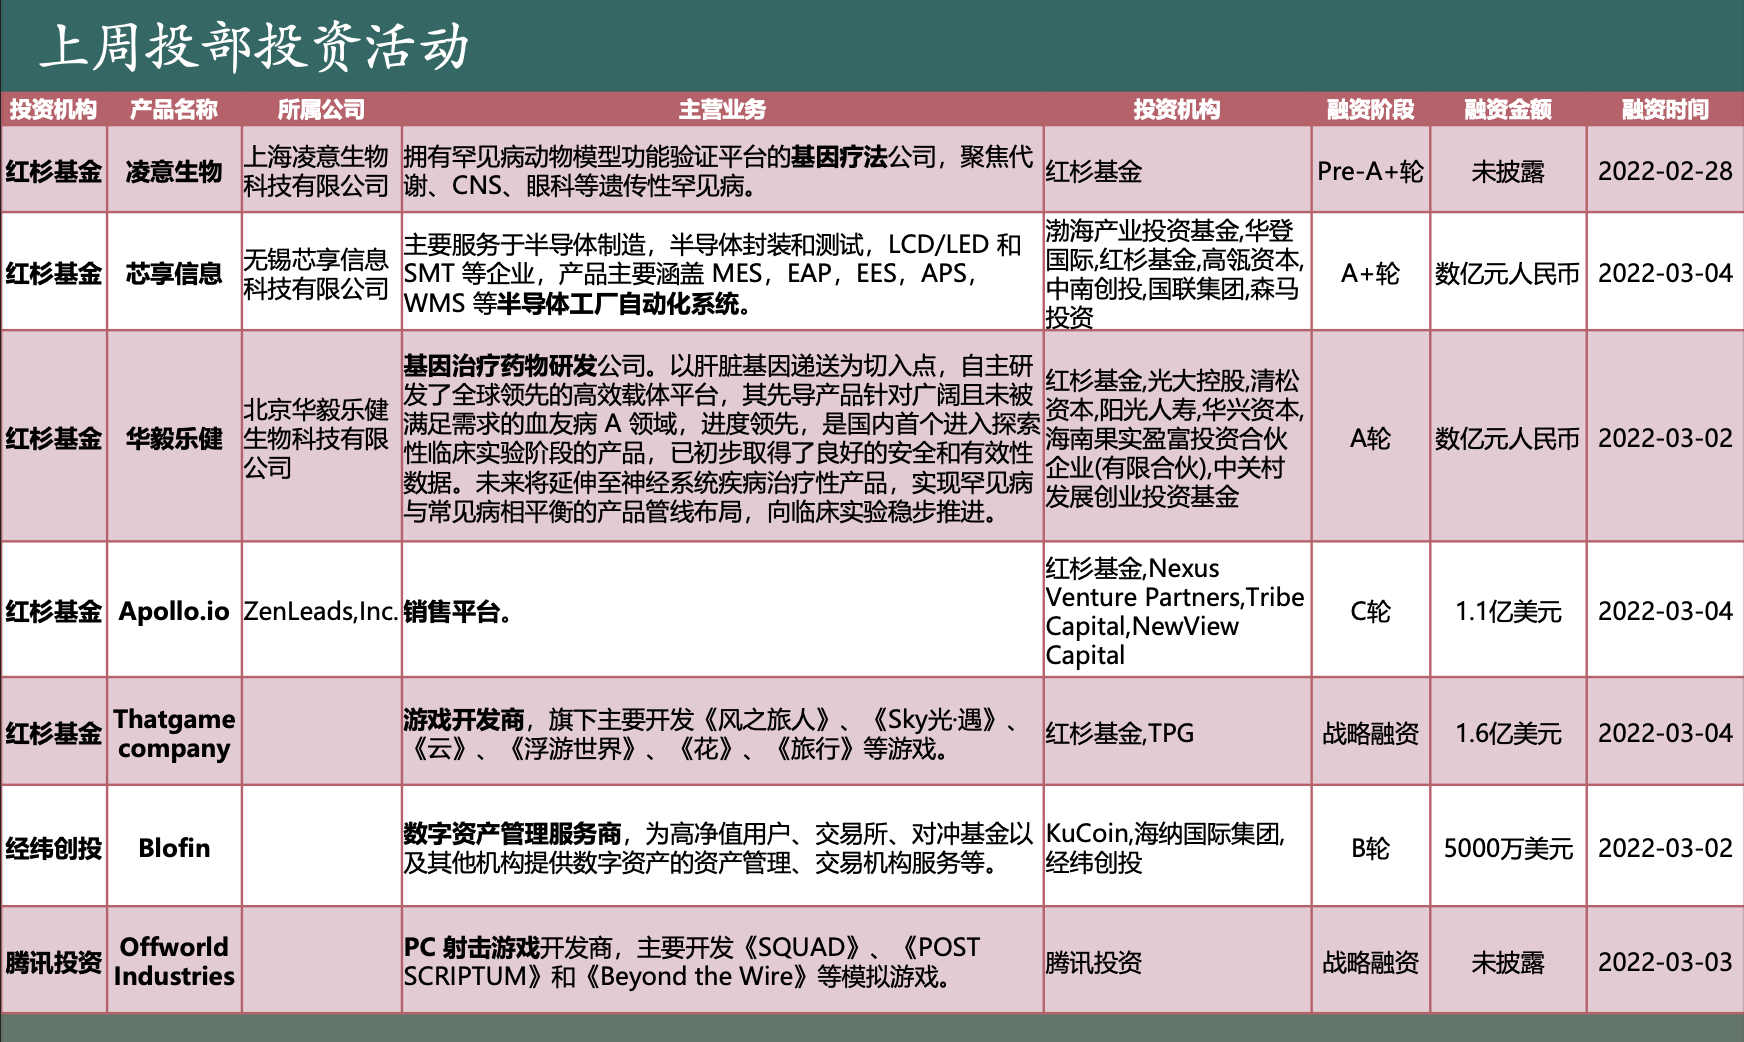 上周投部投资活动
投资机构 产品名称 所属公司 主营业务 投资机构 融资阶段 融资金额 融资时间
红杉基金
凌意生物
上海凌意生物
科技有限公司
拥有罕见病动物模型功能验证平台的基因疗法公司，聚焦代
谢、CNS、眼科等遗传性罕见病。
红杉基金
Pre-A+轮
未披露
2022-02-28
红杉基金
芯享信息
无锡芯享信息
科技有限公司
主要服务于半导体制造，半导体封装和测试，LCD/LED 和
SMT 等企业，产品主要涵盖 MES，EAP，EES，APS，
WMS 等半导体工厂自动化系统。
渤海产业投资基金,华登
国际,红杉基金,高瓴资本,
中南创投,国联集团,森马
投资
A+轮
数亿元人民币
2022-03-04
红杉基金
华毅乐健
北京华毅乐健
生物科技有限
公司
基因治疗药物研发公司。以肝脏基因递送为切入点，自主研
发了全球领先的高效载体平台，其先导产品针对广阔且未被
满足需求的血友病 A 领域，进度领先，是国内首个进入探索
性临床实验阶段的产品，已初步取得了良好的安全和有效性
数据。未来将延伸至神经系统疾病治疗性产品，实现罕见病
与常见病相平衡的产品管线布局，向临床实验稳步推进。
红杉基金,光大控股,清松
资本,阳光人寿,华兴资本,
海南果实盈富投资合伙
企业(有限合伙),中关村
发展创业投资基金
A轮
数亿元人民币
2022-03-02
红杉基金
Apollo.io
ZenLeads,Inc.
销售平台。
红杉基金,Nexus
Venture Partners,Tribe
Capital,NewView
Capital
C轮
1.1亿美元
2022-03-04
红杉基金
Thatgame
company
游戏开发商，旗下主要开发《风之旅人》、《Sky光·遇》、
《云》、《浮游世界》、《花》、《旅行》等游戏。
红杉基金,TPG
战略融资
1.6亿美元
2022-03-04
经纬创投
Blofin
数字资产管理服务商，为高净值用户、交易所、对冲基金以
及其他机构提供数字资产的资产管理、交易机构服务等。
KuCoin,海纳国际集团,
经纬创投
B轮
5000万美元
2022-03-02
腾讯投资
Offworld
Industries
PC 射击游戏开发商，主要开发《SQUAD》、《POST
SCRIPTUM》和《Beyond the Wire》等模拟游戏。
腾讯投资
战略融资
未披露
2022-03-03